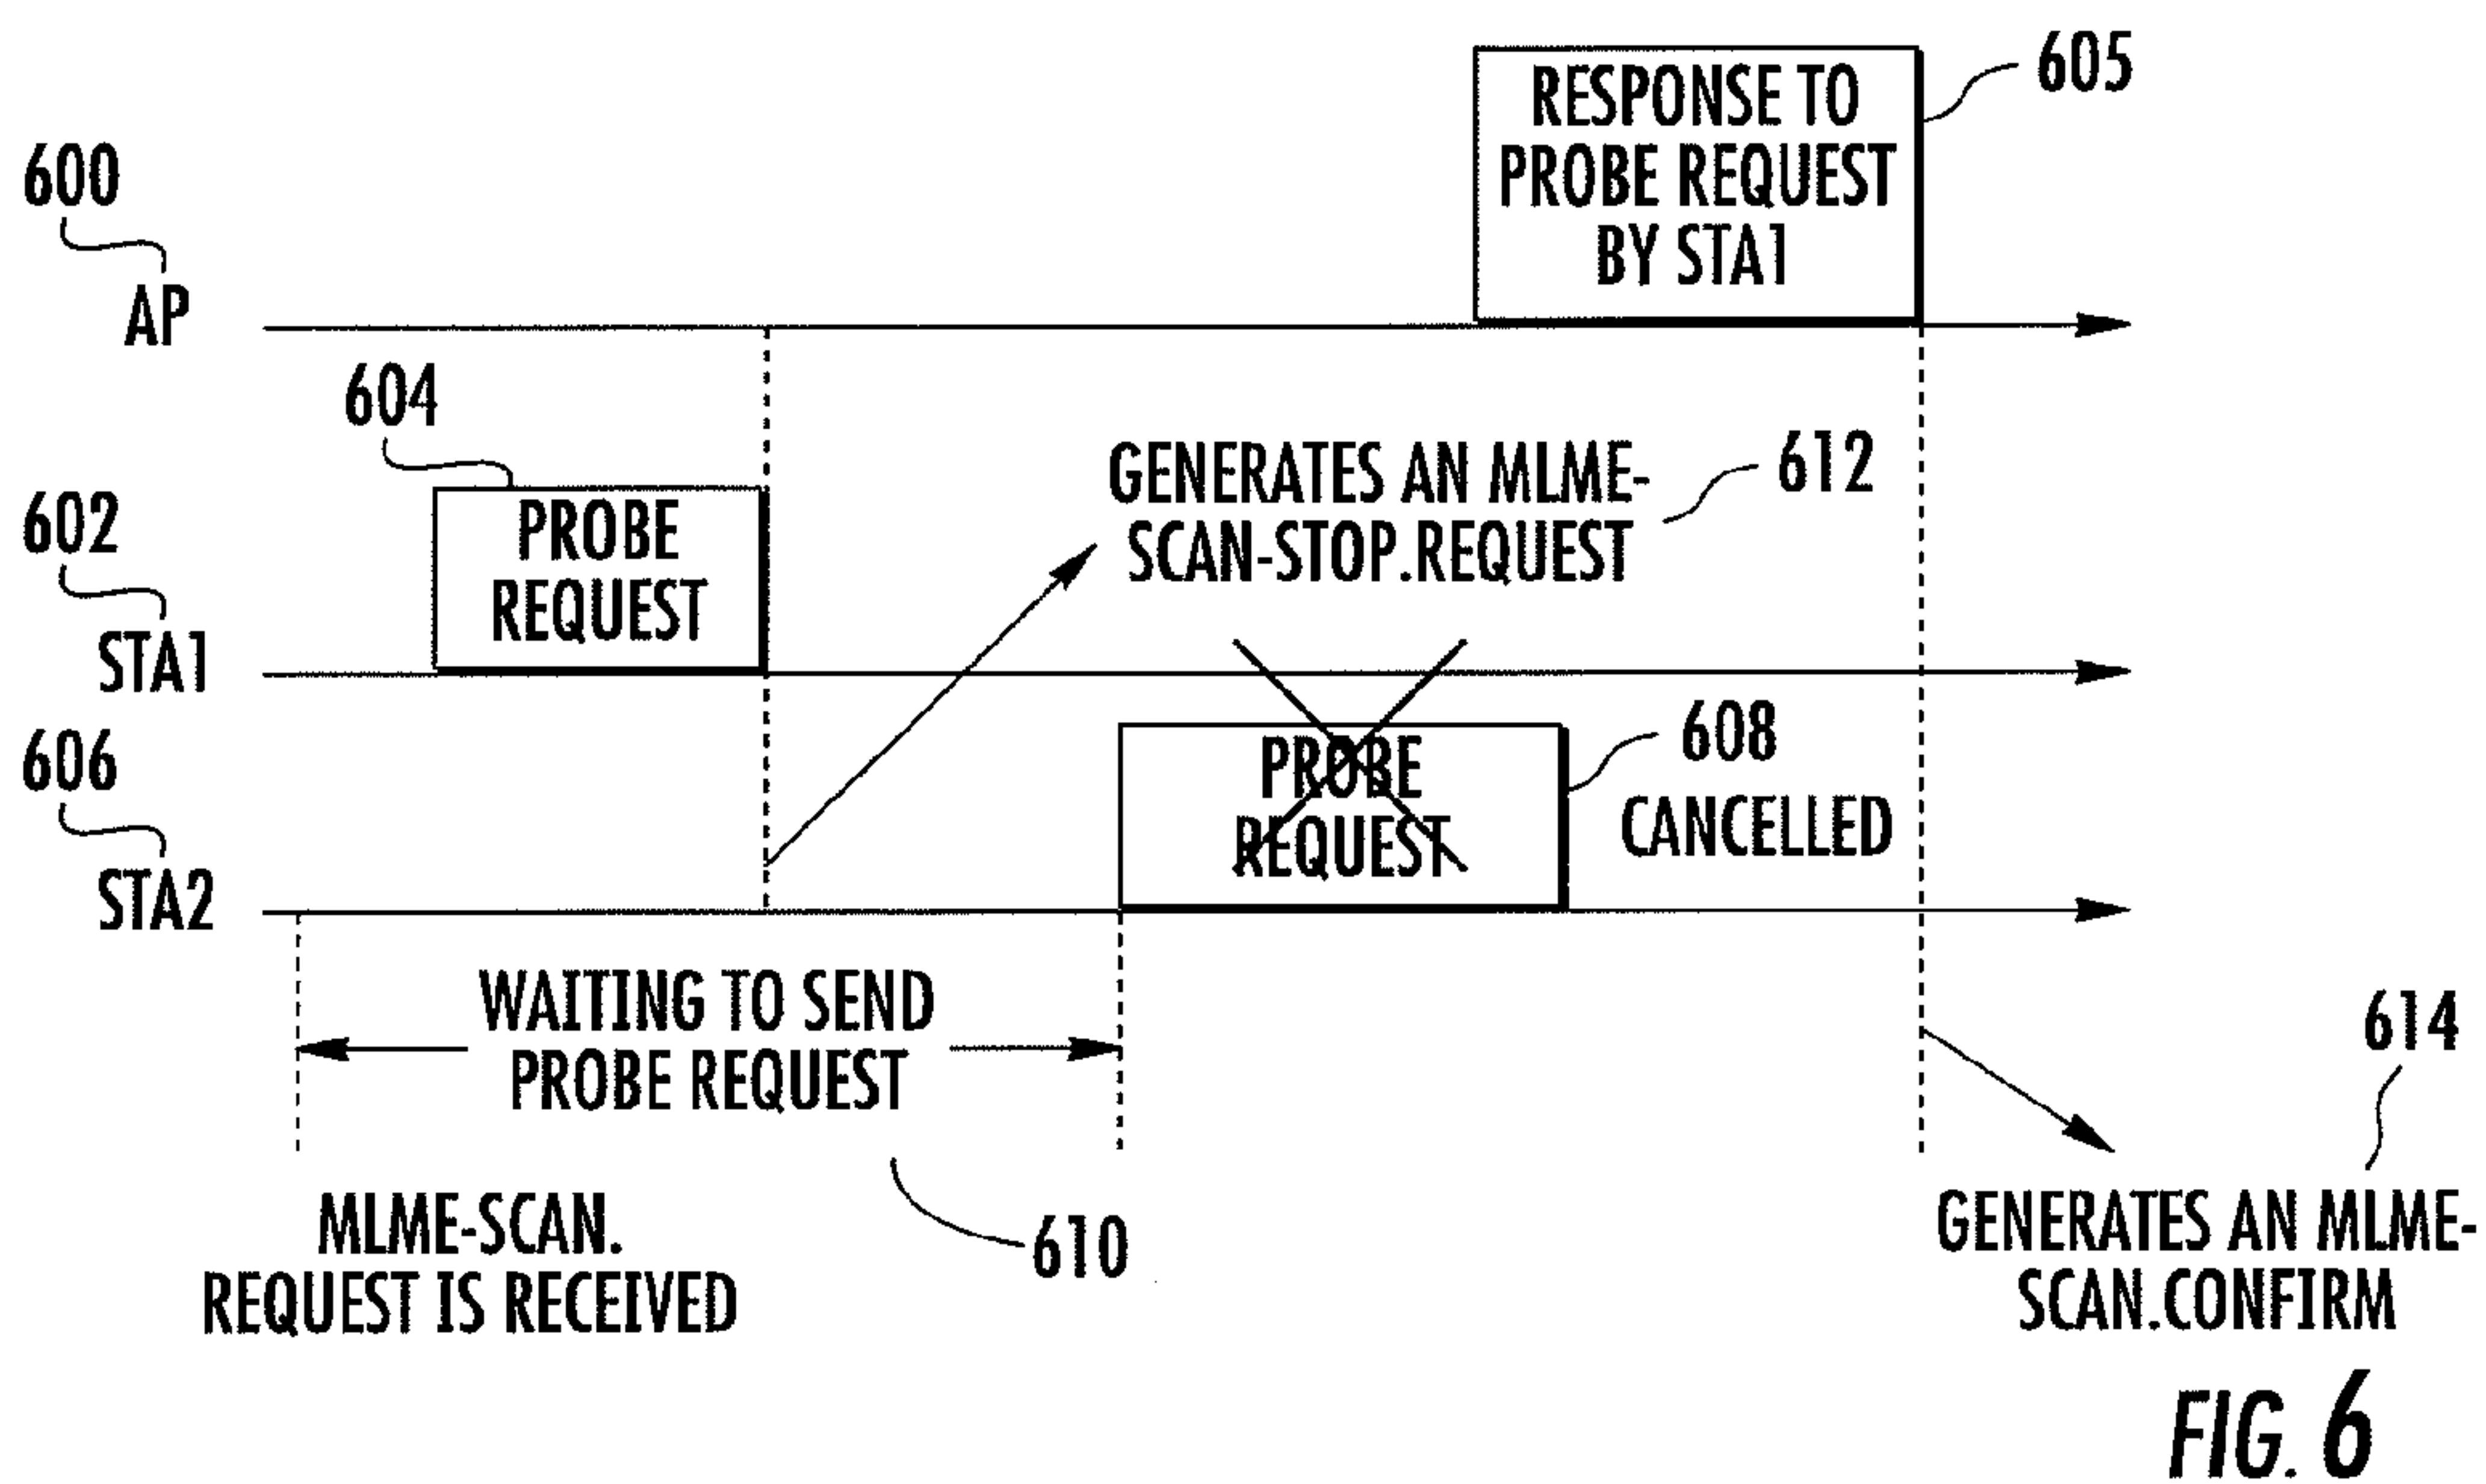 RESPONSE TO
PROBE REQUEST
BY STA1
605
600
AP
604
PROBE
REQUEST
GENERATES AN MLME-
SCAN-STOP.REQUEST
612
602
STA1
606
STA2
PROBE
REQUEST
608
CANCELLED
WAITING TO SEND
PROBE REQUEST
610
MLME-SCAN.
REQUEST IS RECEIVED
614
GENERATES AN MLME-
SCAN.CONFIRM
FIG. 6